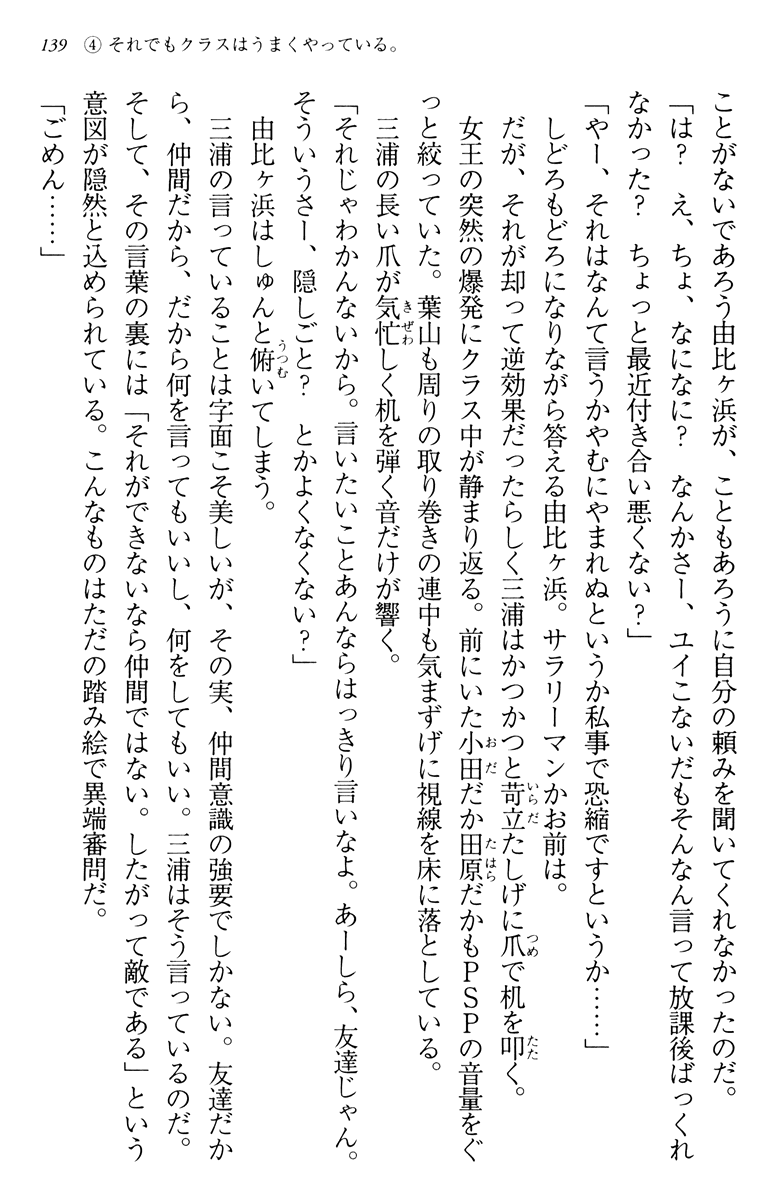 139 ④ それでもクラスはうまくやっている。
ことがないであろう由比ヶ浜が、こともあろうに自分の頼みを聞いてくれなかったのだ。
「は？　え、ちょ、なになに？　なんかさー、ユイこないだもそんなん言って放課後ばっくれ
なかった？　ちょっと最近付き合い悪くない？」
「やー、それはなんて言うかやむにやまれぬというか私事で恐縮ですというか……」
しどろもどろになりながら答える由比ヶ浜。サラリーマンかお前は。
だが、それが却って逆効果だったらしく三浦はかつかつと苛立たしげに爪で机を叩く。
女王の突然の爆発にクラス中が静まり返る。前にいた小田だか田原だかもＰＳＰの音量をぐ
っと絞っていた。葉山も周りの取り巻きの連中も気まずげに視線を床に落としている。
三浦の長い爪が気忙しく机を弾く音だけが響く。
「それじゃわかんないから。言いたいことあんならはっきり言いなよ。あーしら、友達じゃん。
そういうさー、隠しごと？　とかよくなくない？」
由比ヶ浜はしゅんと俯いてしまう。
三浦の言っていることは字面こそ美しいが、その実、仲間意識の強要でしかない。友達だか
ら、仲間だから、だから何を言ってもいいし、何をしてもいい。三浦はそう言っているのだ。
そして、その言葉の裏には「それができないなら仲間ではない。したがって敵である」という
意図が隠然と込められている。こんなものはただの踏み絵で異端審問だ。
「ごめん……」